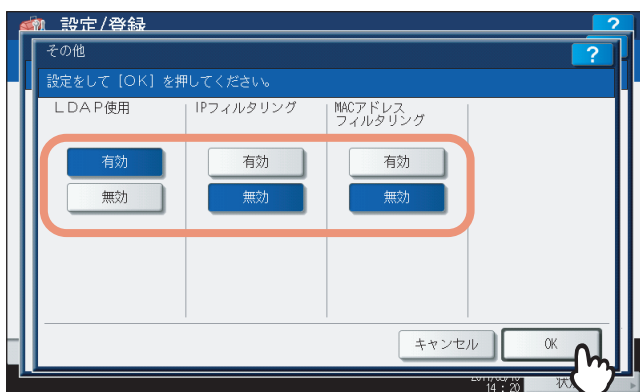 設定/登録
?
その他
?
設定をして［OK］を押してください。
LDAP使用
IPフィルタリング
MACアドレス
フィルタリング
有効
有効
有効
無効
無効
無効
キャンセル
OK
14：20